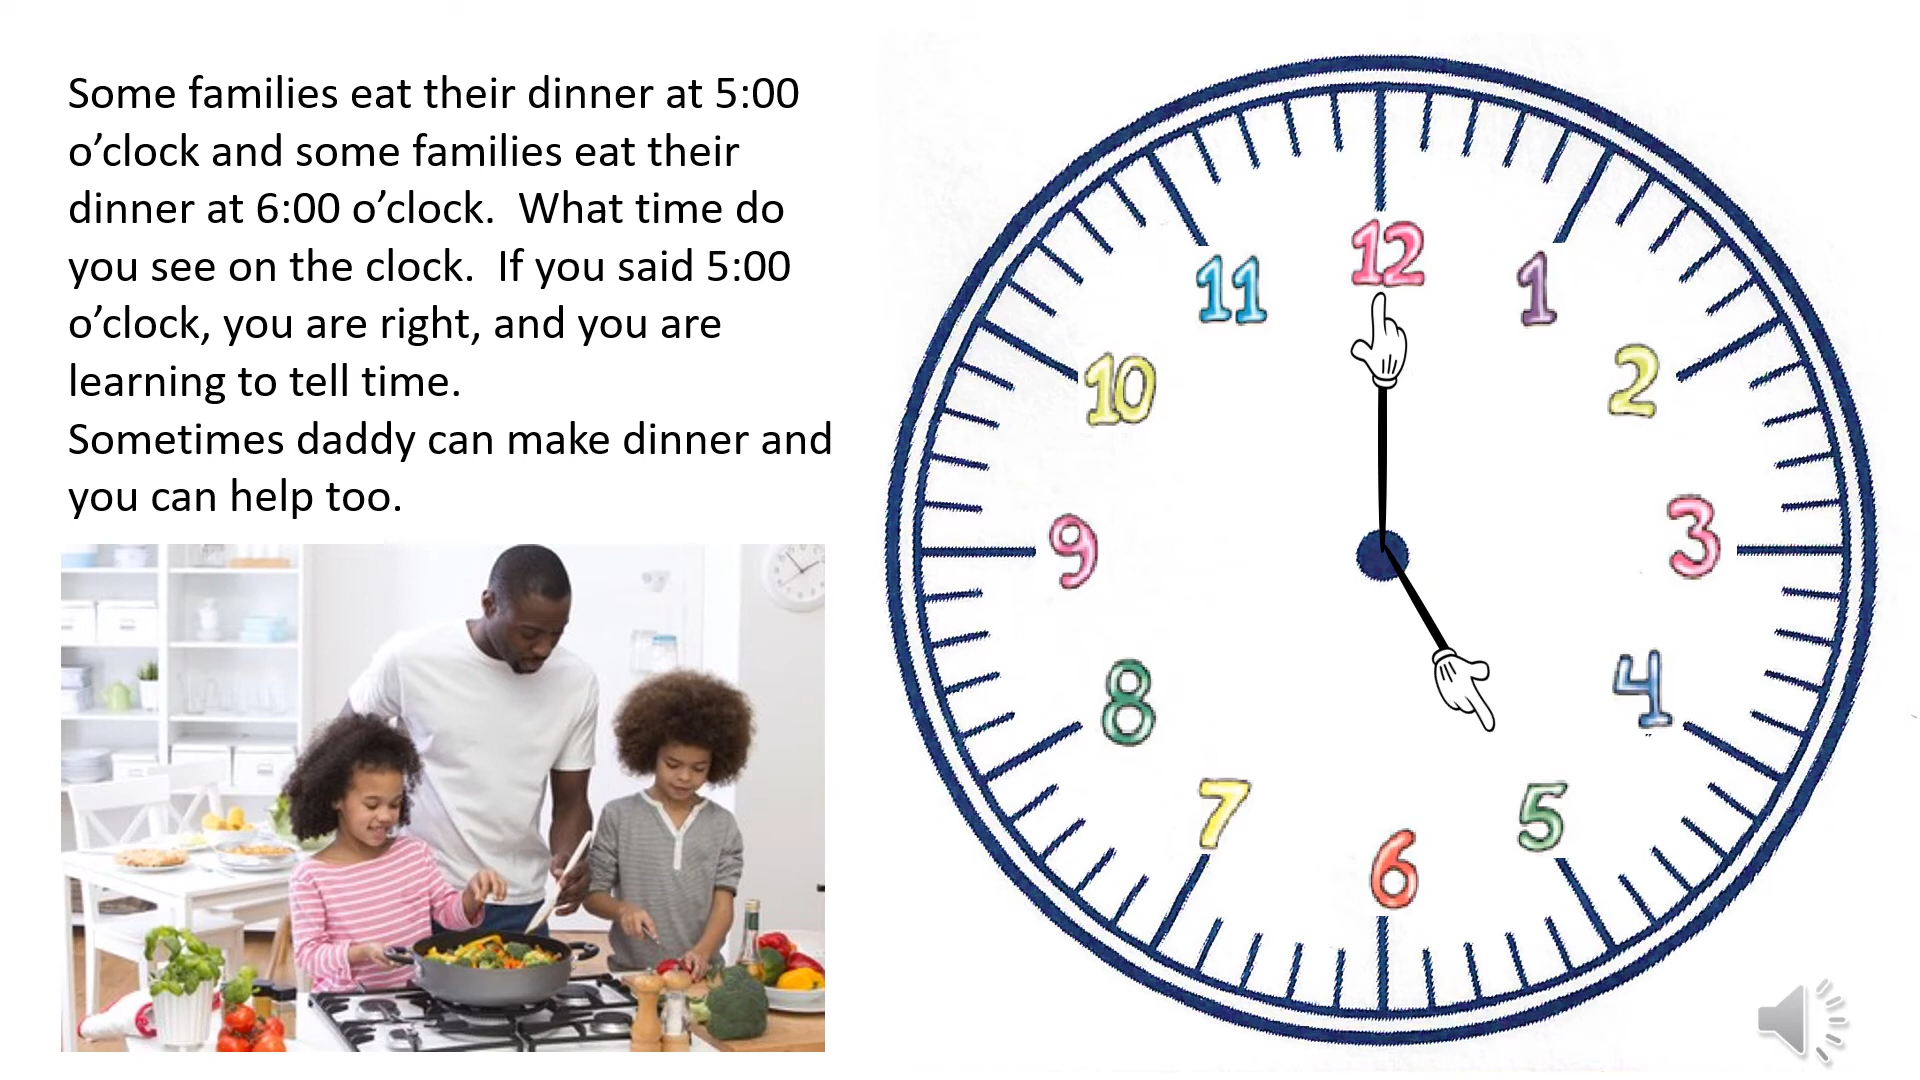 Some families eat their dinner at 5:00
o’clock and some families eat their
dinner at 6:00 o’clock.  What time do
you see on the clock.  If you said 5:00
o’clock, you are right, and you are
learning to tell time.
Sometimes daddy can make dinner and
you can help too.
12
11
1
10
2
9
3
8
4
7
5
6